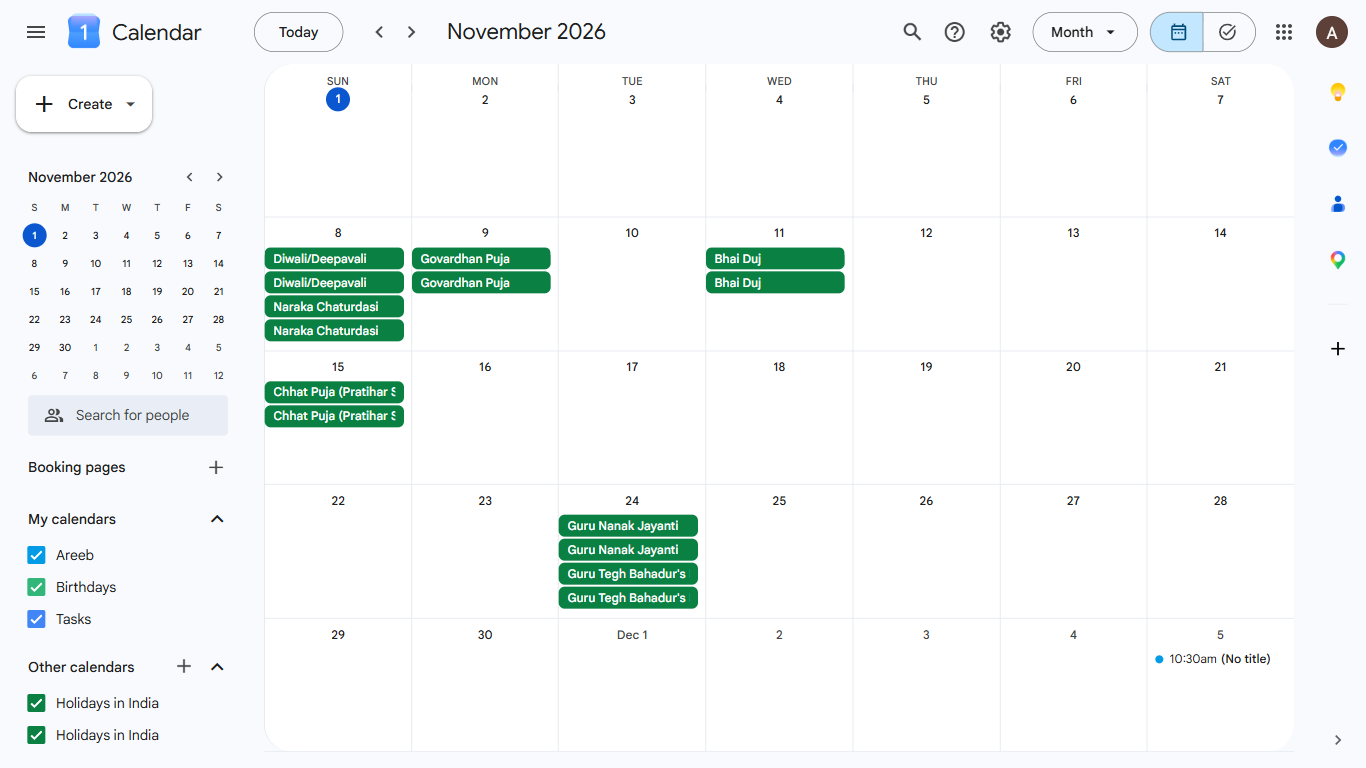 1 Calendar Today November 2026 Month A
Create
November 2026
S M T W T F S
1 2 3 4 5 6 7
8 9 10 11 12 13 14
15 16 17 18 19 20 21
22 23 24 25 26 27 28
29 30 1 2 3 4 5
6 7 8 9 10 11 12
Search for people
Booking pages
My calendars
Areeb
Birthdays
Tasks
Other calendars
Holidays in India
Holidays in India
SUN MON TUE WED THU FRI SAT
1 2 3 4 5 6 7
8 9 10 11 12 13 14
Diwali/Deepavali Govardhan Puja Bhai Duj
Diwali/Deepavali Govardhan Puja Bhai Duj
Naraka Chaturdasi
Naraka Chaturdasi
15 16 17 18 19 20 21
Chhat Puja (Pratihar S
Chhat Puja (Pratihar S
22 23 24 25 26 27 28
Guru Nanak Jayanti
Guru Nanak Jayanti
Guru Tegh Bahadur's
Guru Tegh Bahadur's
29 30 Dec 1 2 3 4 5
10:30am (No title)